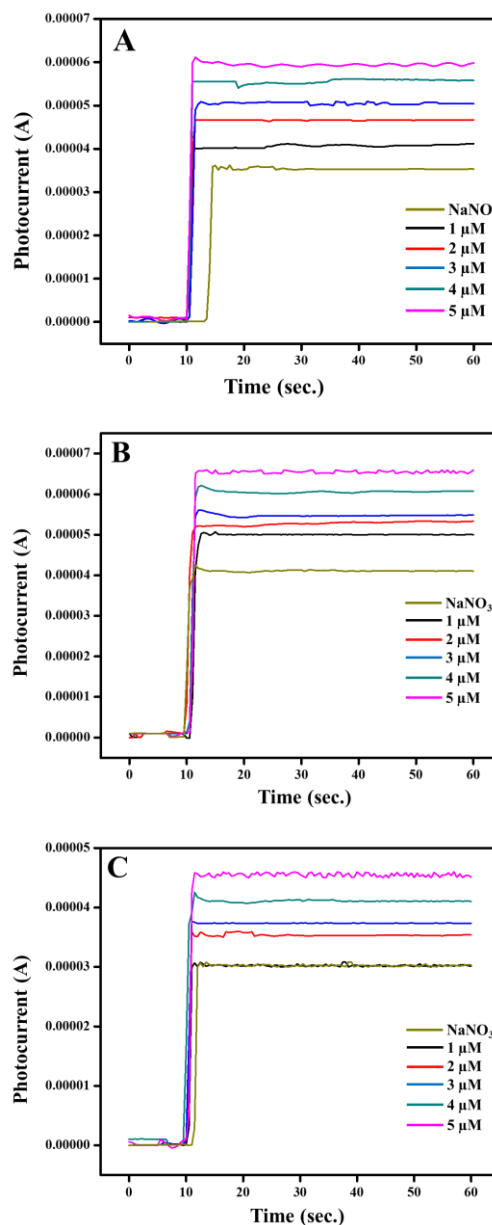 A
Photocurrent (A)
0.00007
0.00006
0.00005
0.00004
0.00003
0.00002
0.00001
0.00000
NaNO
1 µM
2 µM
3 µM
4 µM
5 µM
0 10 20 30 40 50 60
Time (sec.)
B
Photocurrent (A)
0.00007
0.00006
0.00005
0.00004
0.00003
0.00002
0.00001
0.00000
NaNO₃
1 µM
2 µM
3 µM
4 µM
5 µM
0 10 20 30 40 50 60
Time (sec.)
C
Photocurrent (A)
0.00005
0.00004
0.00003
0.00002
0.00001
0.00000
NaNO₃
1 µM
2 µM
3 µM
4 µM
5 µM
0 10 20 30 40 50 60
Time (sec.)